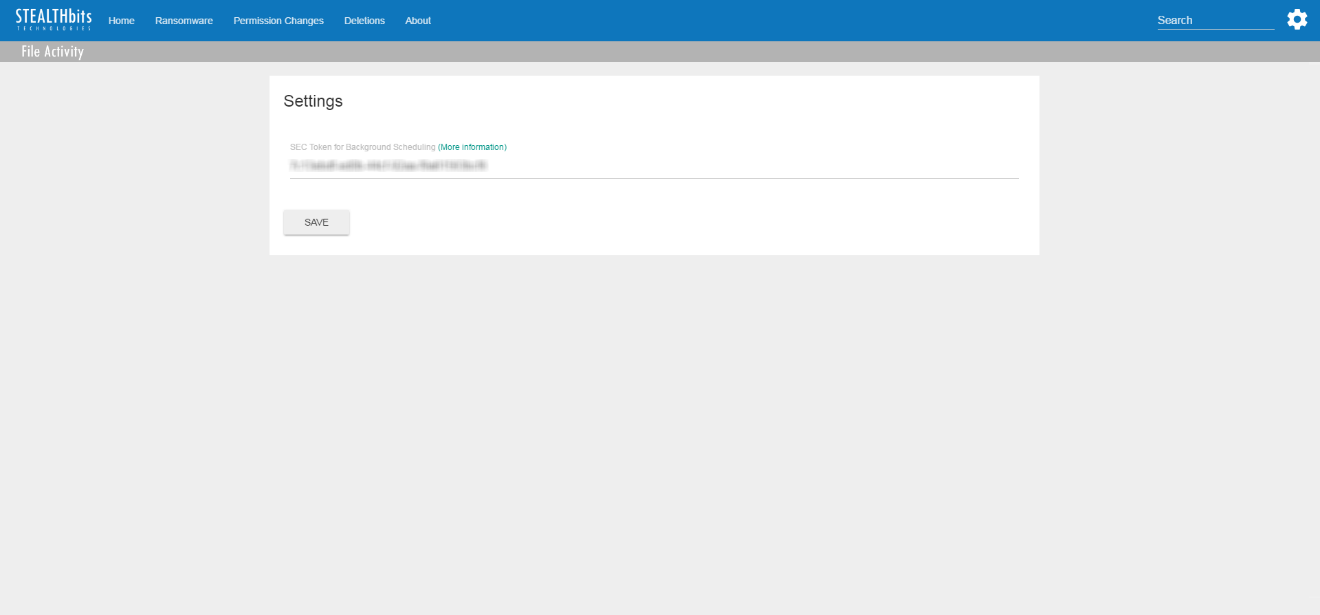 STEALTHbits
TECHNOLOGIES
Home Ransomware Permission Changes Deletions About
Search
File Activity
Settings
SEC Token for Background Scheduling (More information)
SAVE